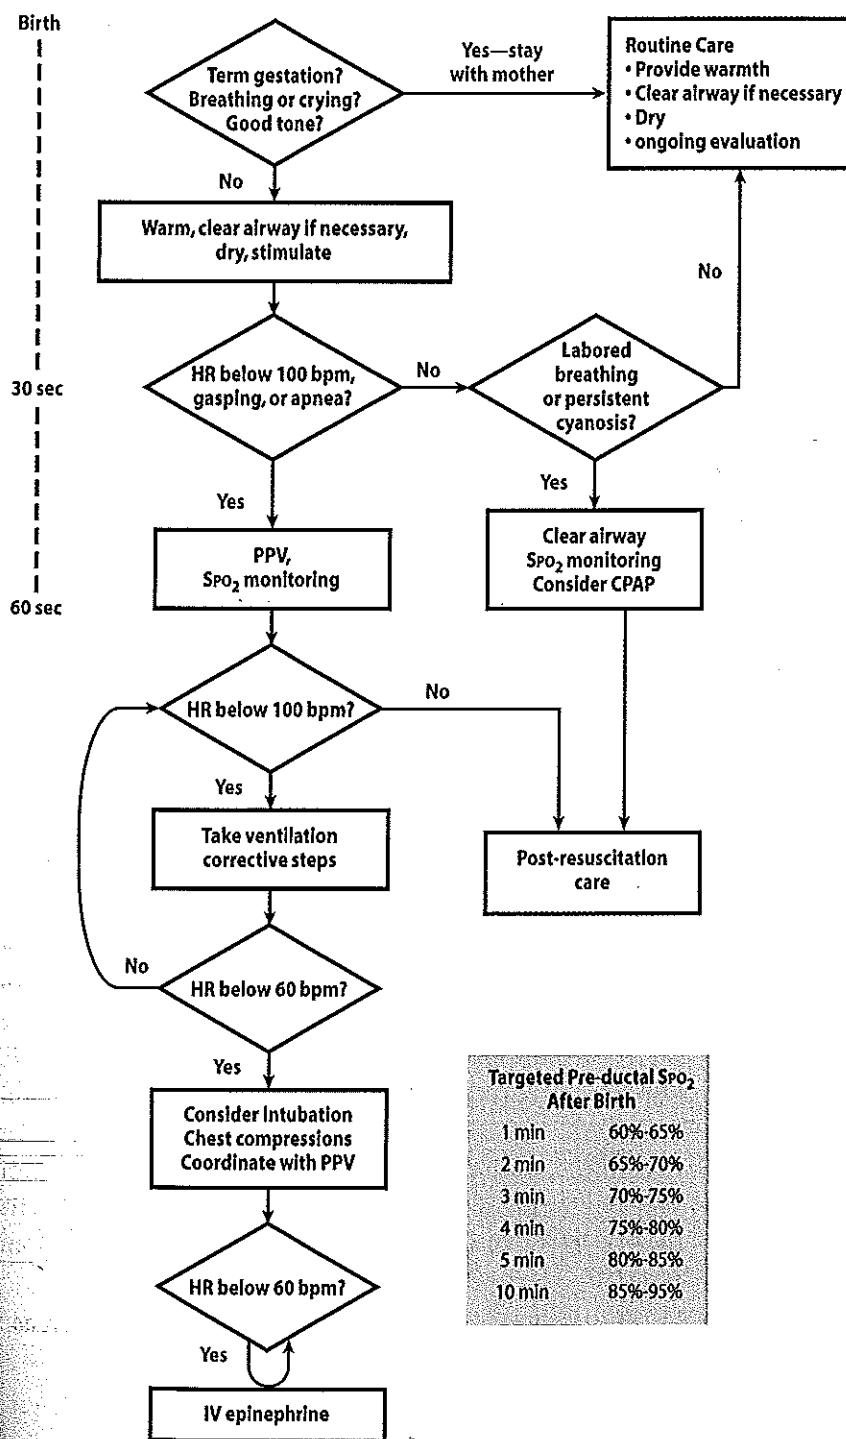 Birth
Term gestation?
Breathing or crying?
Good tone?
Yes—stay
with mother
Routine Care
• Provide warmth
• Clear airway if necessary
• Dry
• ongoing evaluation
No
Warm, clear airway if necessary,
dry, stimulate
No
30 sec
HR below 100 bpm,
gasping, or apnea?
No
Labored
breathing
or persistent
cyanosis?
Yes
Yes
PPV,
SPO2 monitoring
Clear airway
SPO2 monitoring
Consider CPAP
60 sec
HR below 100 bpm?
No
Yes
Take ventilation
corrective steps
Post-resuscitation
care
No
HR below 60 bpm?
Yes
Consider Intubation
Chest compressions
Coordinate with PPV
Targeted Pre-ductal SPO2
After Birth
1 min 60%-65%
2 min 65%-70%
3 min 70%-75%
4 min 75%-80%
5 min 80%-85%
10 min 85%-95%
HR below 60 bpm?
Yes
IV epinephrine